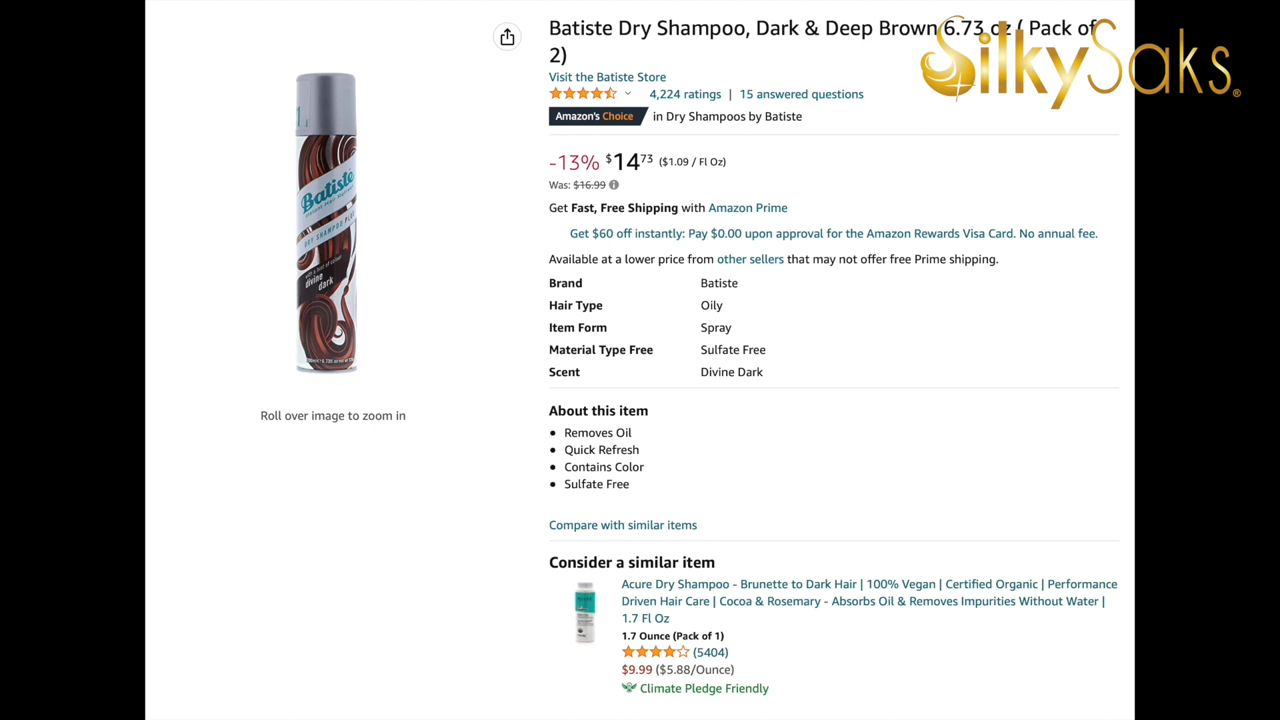 Batiste Dry Shampoo, Dark & Deep Brown 6.73 oz ( Pack of
2)
SilkySaks®
Visit the Batiste Store
4,224 ratings | 15 answered questions
Amazon's Choice in Dry Shampoos by Batiste
-13% $14 73 ($1.09 / Fl Oz)
Was: $16.99
Get Fast, Free Shipping with Amazon Prime
Get $60 off instantly: Pay $0.00 upon approval for the Amazon Rewards Visa Card. No annual fee.
Available at a lower price from other sellers that may not offer free Prime shipping.
Brand Batiste
Hair Type Oily
Item Form Spray
Material Type Free Sulfate Free
Scent Divine Dark
About this item
• Removes Oil
• Quick Refresh
• Contains Color
• Sulfate Free
Compare with similar items
Consider a similar item
Acure Dry Shampoo - Brunette to Dark Hair | 100% Vegan | Certified Organic | Performance
Driven Hair Care | Cocoa & Rosemary - Absorbs Oil & Removes Impurities Without Water |
1.7 Fl Oz
1.7 Ounce (Pack of 1)
(5404)
$9.99 ($5.88/Ounce)
Climate Pledge Friendly
Batiste
DRY SHAMPOO PLUS
with a hint of colour
divine
dark
Roll over image to zoom in